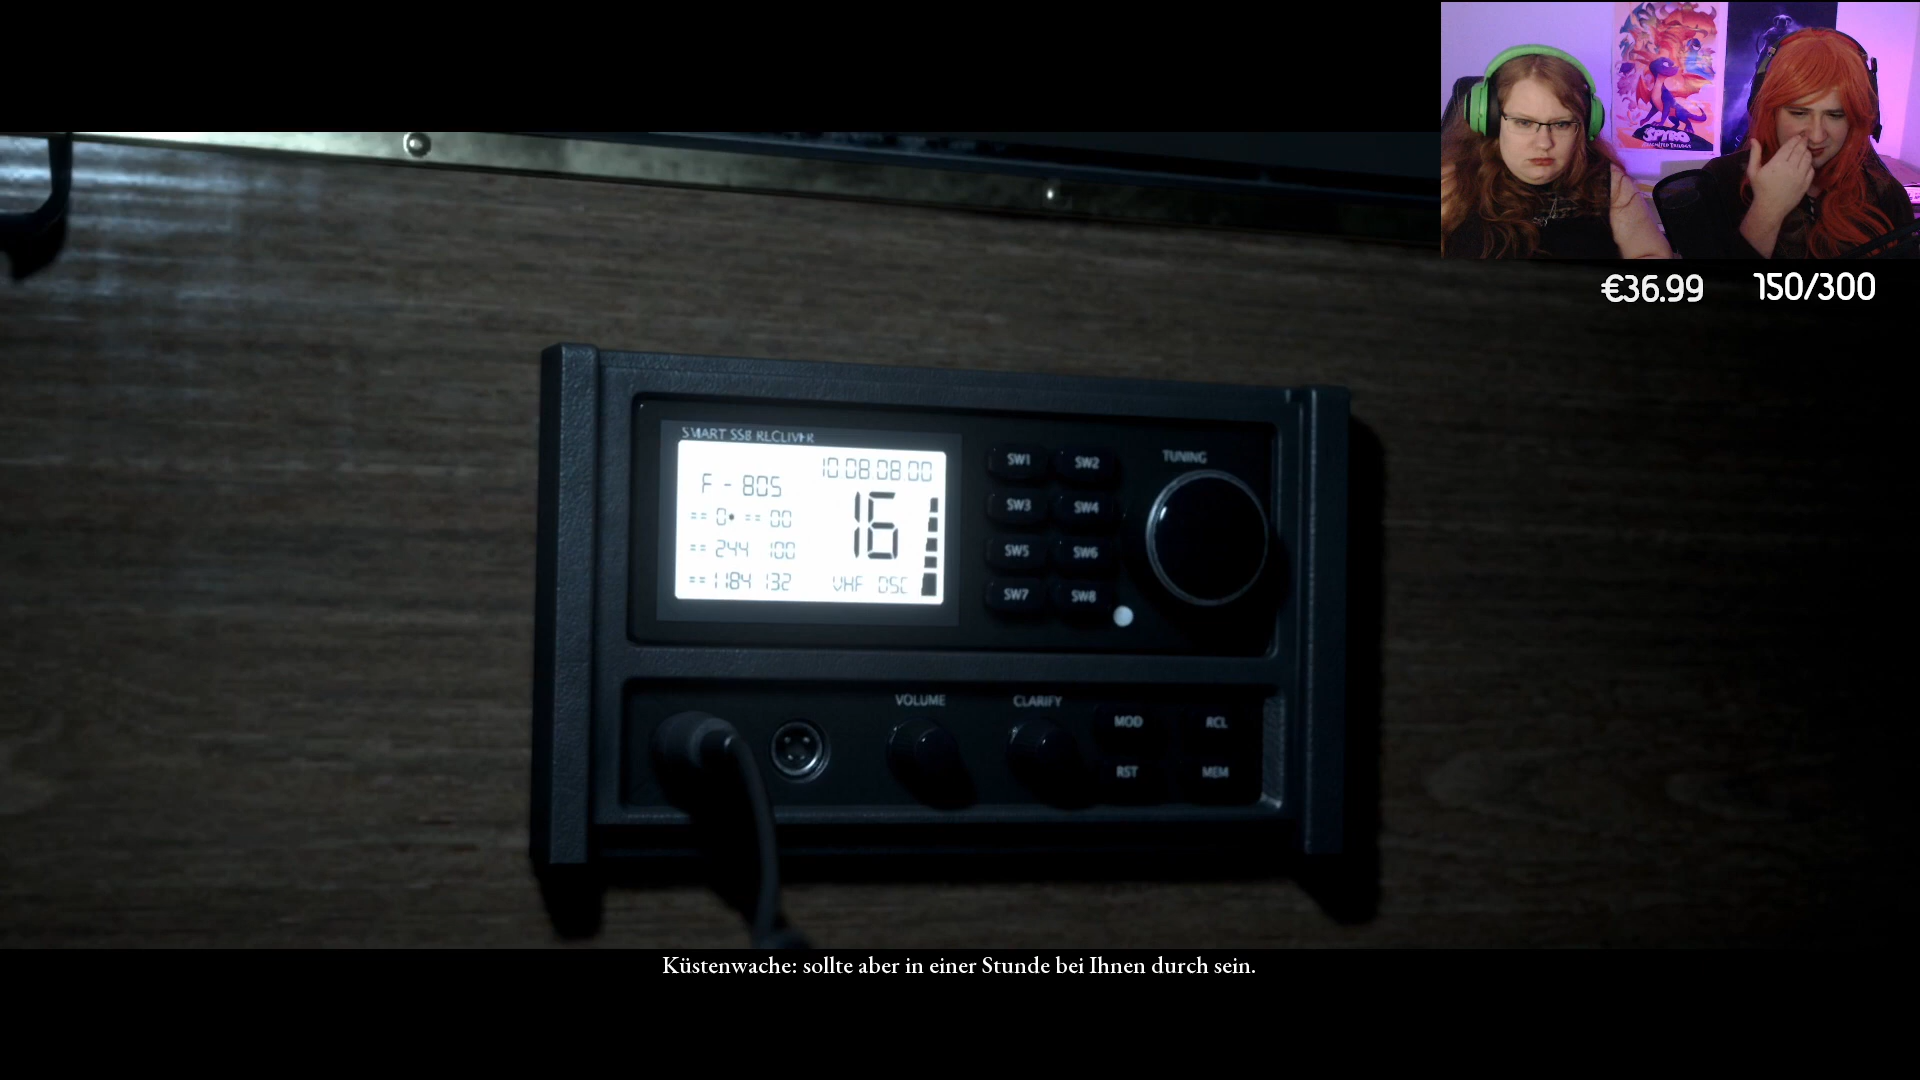 SPYRO
€36.99 150/300
SMART SSB RECEIVER
10:08:08:00
F - 805
16
== 0• == 00
== 244 100
== 1184 132
VHF DSC
SW1 SW2
SW3 SW4
SW5 SW6
SW7 SW8
TUNING
VOLUME CLARIFY
MOD RCL
RST MEM
Küstenwache: sollte aber in einer Stunde bei Ihnen durch sein.